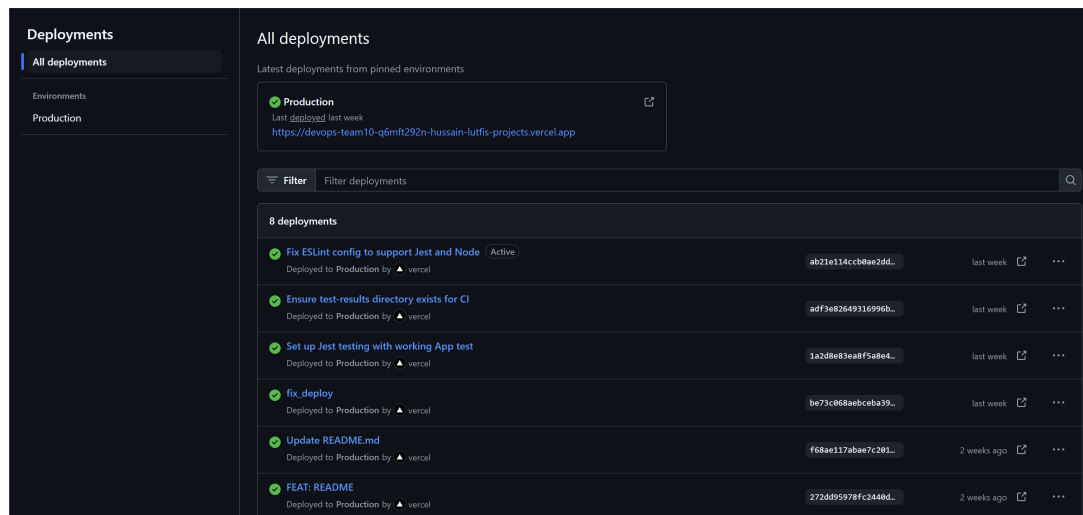 Deployments
All deployments
Environments
Production
All deployments
Latest deployments from pinned environments
Production
Last deployed last week
https://devops-team10-q6mft292n-hussain-lutfis-projects.vercel.app
Filter
Filter deployments
8 deployments
Fix ESLint config to support Jest and Node Active
Deployed to Production by vercel
ab21e114ccb0ae2dd… last week
Ensure test-results directory exists for CI
Deployed to Production by vercel
adf3e82649316996b… last week
Set up Jest testing with working App test
Deployed to Production by vercel
1a2d8e83ea8f5a8e4… last week
fix_deploy
Deployed to Production by vercel
be73c068aebceba39… last week
Update README.md
Deployed to Production by vercel
f68ae117abae7c201… 2 weeks ago
FEAT: README
Deployed to Production by vercel
272dd95978fc2440d… 2 weeks ago